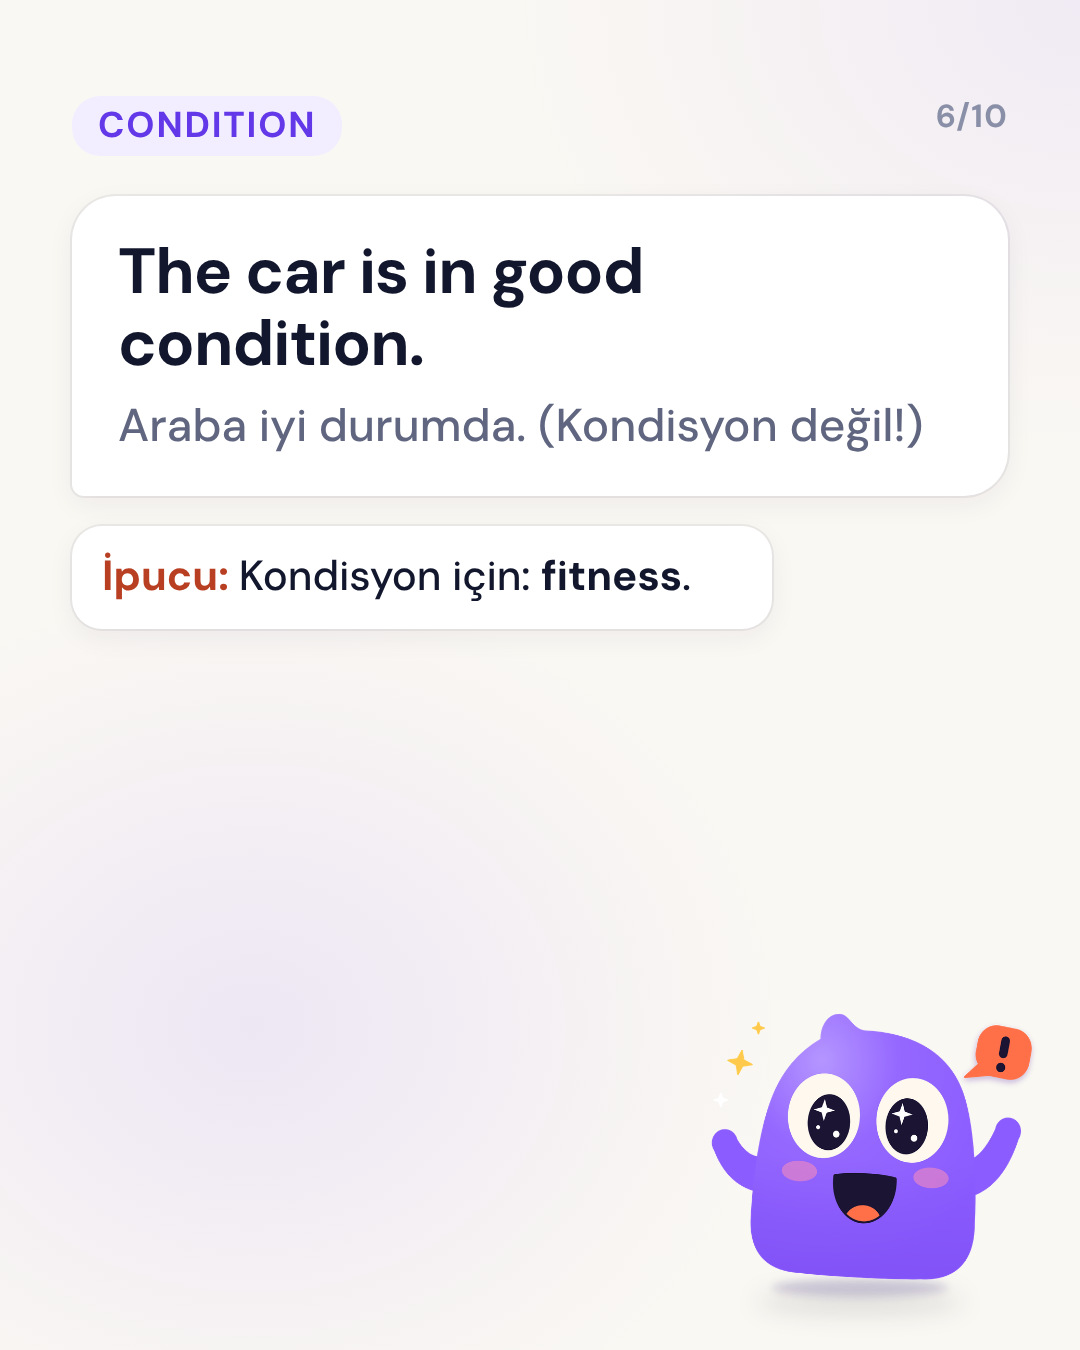 CONDITION
6/10
The car is in good
condition.
Araba iyi durumda. (Kondisyon değil!)
İpucu: Kondisyon için: fitness.
!